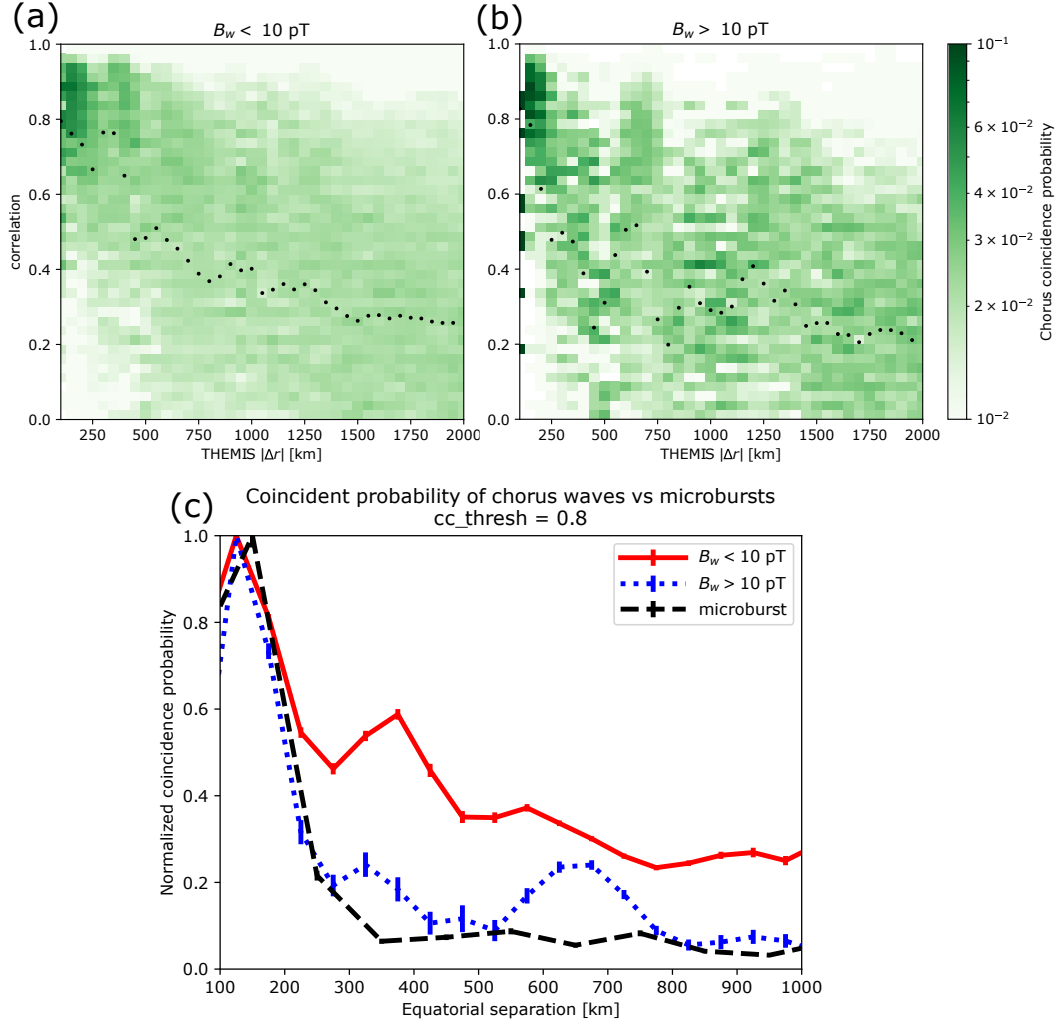 (a)
B_w < 10 pT
(b)
B_w > 10 pT
1.0
0.8
0.6
0.4
0.2
0.0
correlation
250 500 750 1000 1250 1500 1750 2000
THEMIS |Δr| [km]
1.0
0.8
0.6
0.4
0.2
0.0
250 500 750 1000 1250 1500 1750 2000
THEMIS |Δr| [km]
10⁻¹
6 × 10⁻²
4 × 10⁻²
3 × 10⁻²
2 × 10⁻²
10⁻²
Chorus coincidence probability
(c)
Coincident probability of chorus waves vs microbursts
cc_thresh = 0.8
B_w < 10 pT
B_w > 10 pT
microburst
1.0
0.8
0.6
0.4
0.2
0.0
Normalized coincidence probability
100 200 300 400 500 600 700 800 900 1000
Equatorial separation [km]